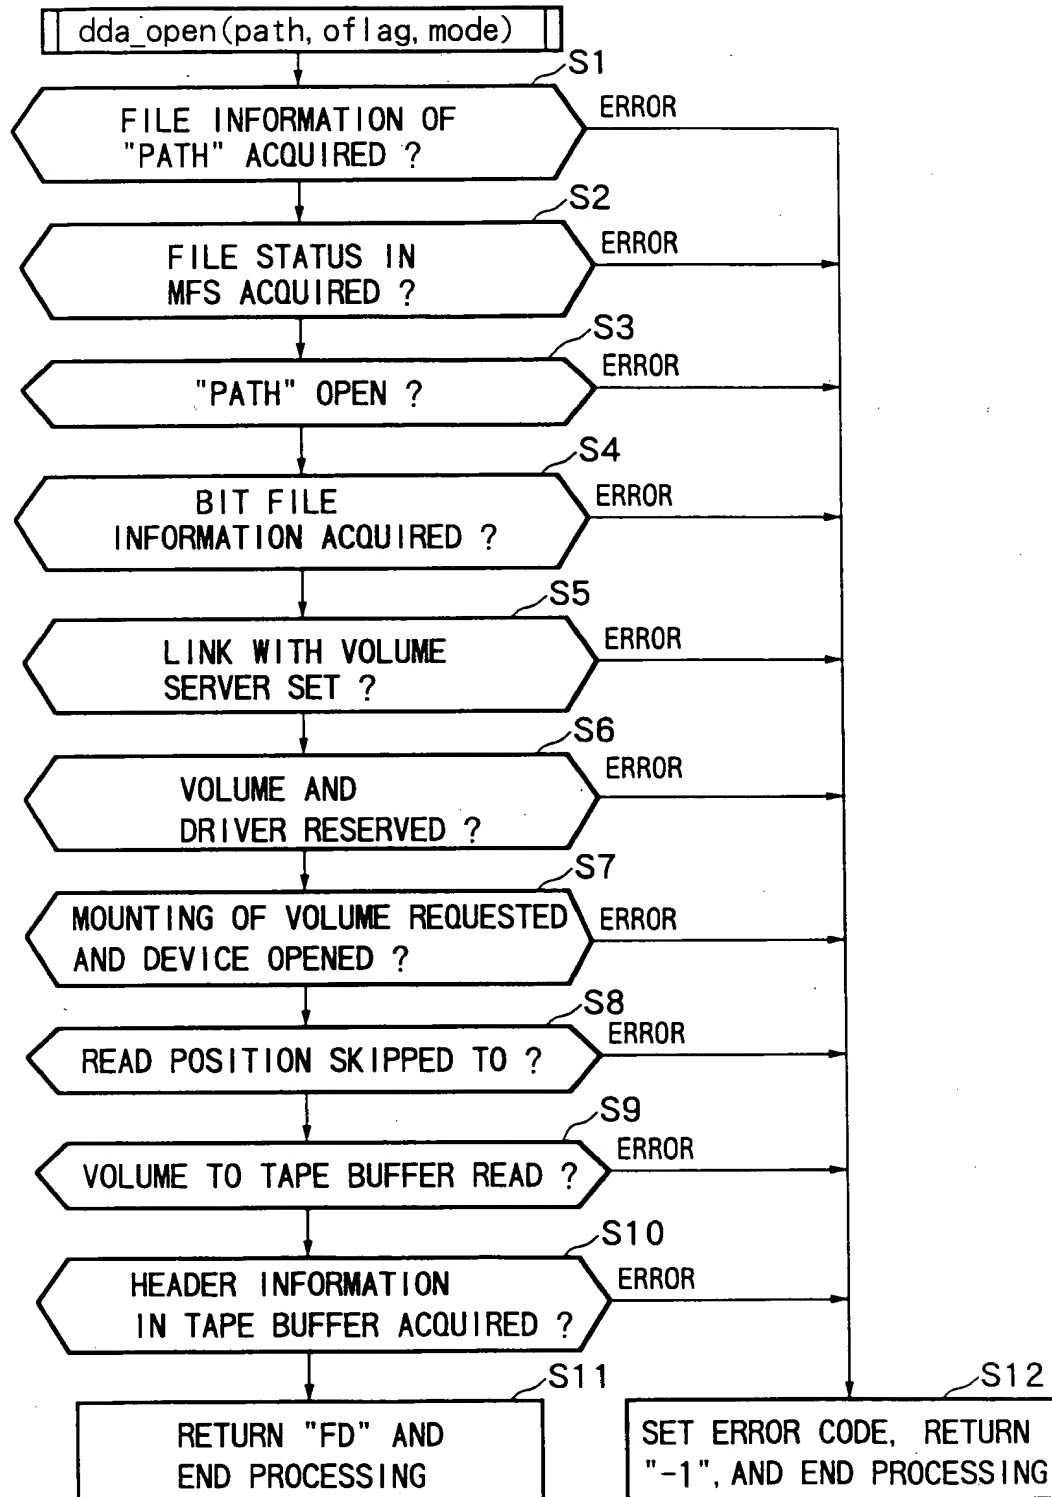 dda_open(path, oflag, mode)
S1
FILE INFORMATION OF
"PATH" ACQUIRED ?
ERROR
S2
FILE STATUS IN
MFS ACQUIRED ?
ERROR
S3
"PATH" OPEN ?
ERROR
S4
BIT FILE
INFORMATION ACQUIRED ?
ERROR
S5
LINK WITH VOLUME
SERVER SET ?
ERROR
S6
VOLUME AND
DRIVER RESERVED ?
ERROR
S7
MOUNTING OF VOLUME REQUESTED
AND DEVICE OPENED ?
ERROR
S8
READ POSITION SKIPPED TO ?
ERROR
S9
VOLUME TO TAPE BUFFER READ ?
ERROR
S10
HEADER INFORMATION
IN TAPE BUFFER ACQUIRED ?
ERROR
S11
RETURN "FD" AND
END PROCESSING
S12
SET ERROR CODE, RETURN
"-1", AND END PROCESSING